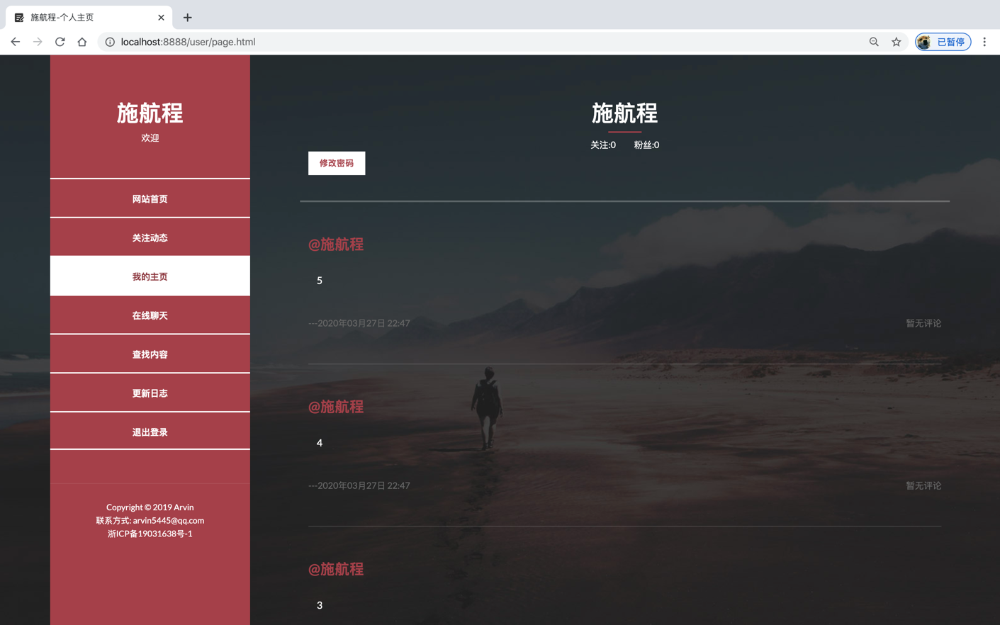 施航程-个人主页
localhost:8888/user/page.html
已暂停
施航程
欢迎
网站首页
关注动态
我的主页
在线聊天
查找内容
更新日志
退出登录
Copyright © 2019 Arvin
联系方式: arvin5445@qq.com
浙ICP备19031638号-1
施航程
关注:0 粉丝:0
修改密码
@施航程
5
---2020年03月27日 22:47 暂无评论
@施航程
4
---2020年03月27日 22:47 暂无评论
@施航程
3